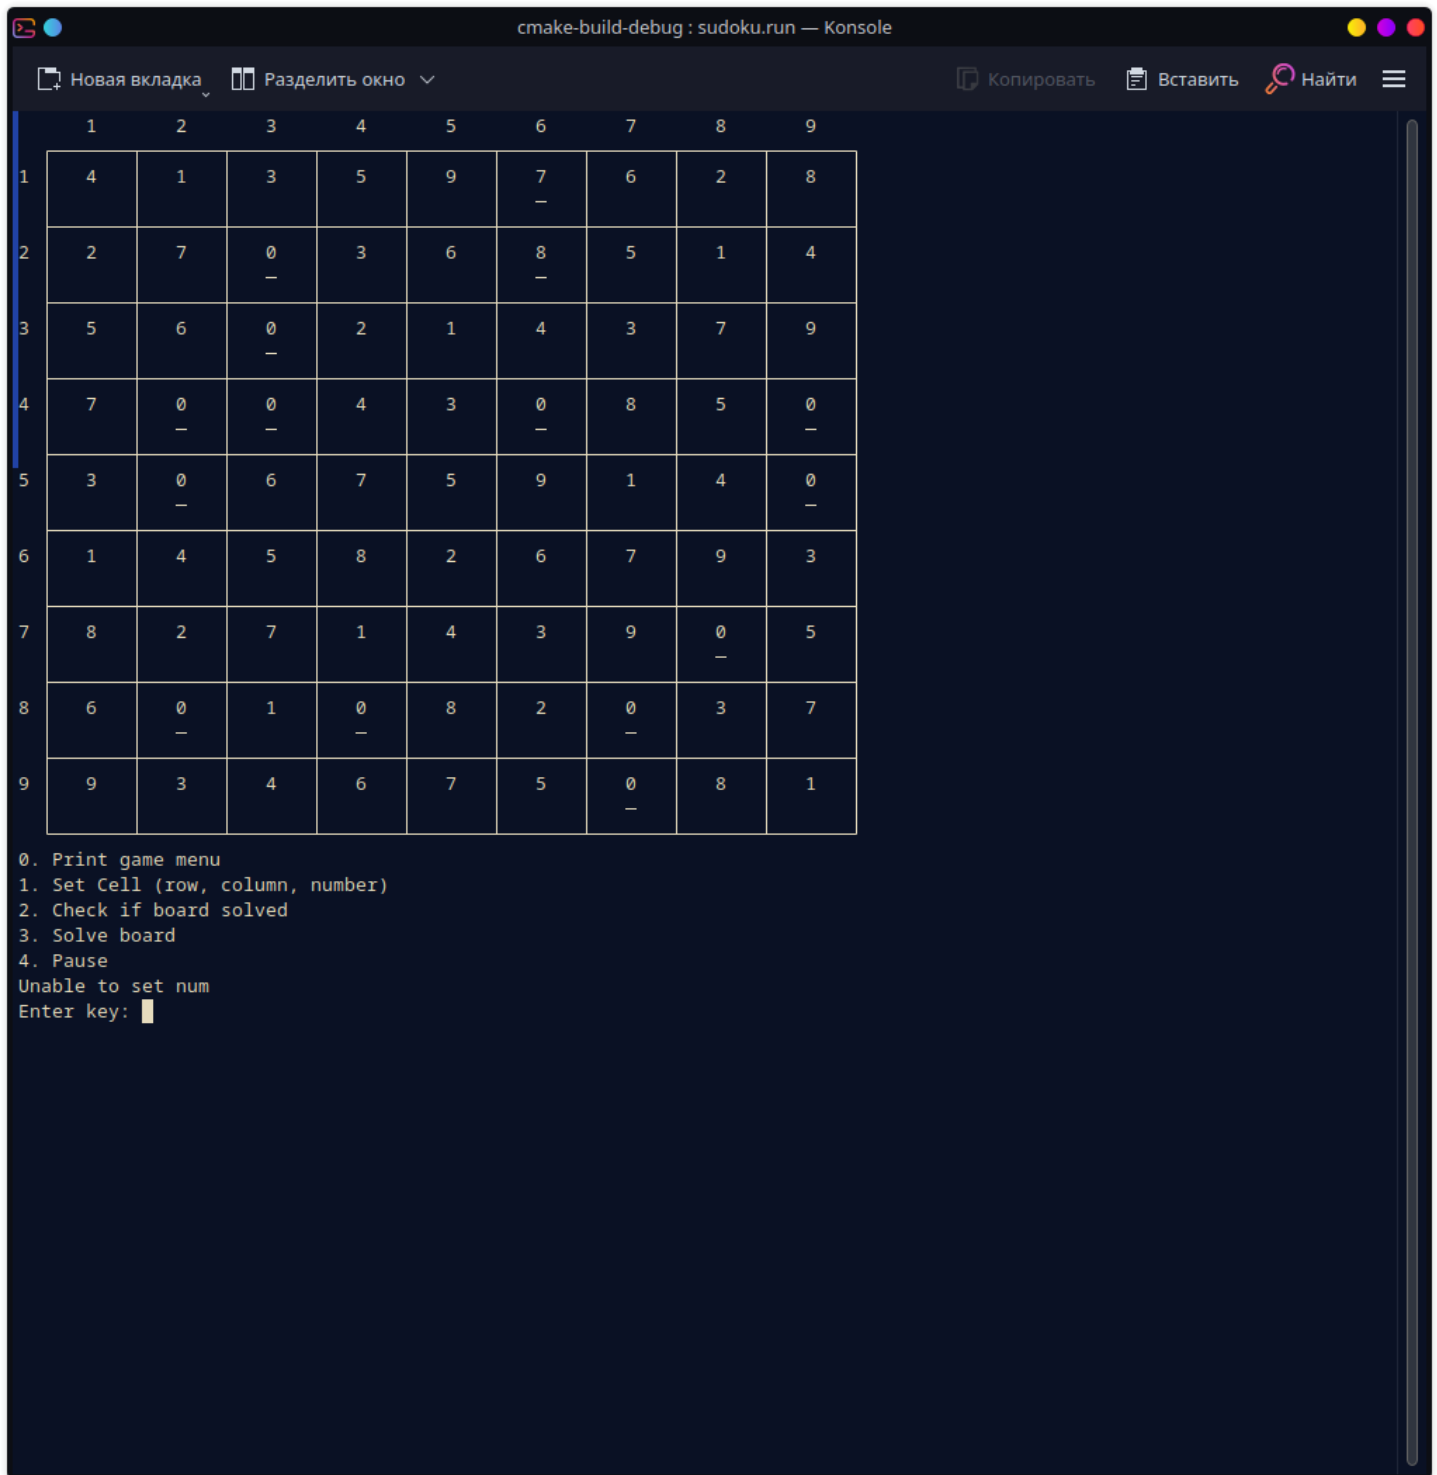 cmake-build-debug : sudoku.run — Konsole
Новая вкладка Разделить окно Копировать Вставить Найти
1 2 3 4 5 6 7 8 9
1 4 1 3 5 9 7 6 2 8
2 2 7 0 3 6 8 5 1 4
3 5 6 0 2 1 4 3 7 9
4 7 0 0 4 3 0 8 5 0
5 3 0 6 7 5 9 1 4 0
6 1 4 5 8 2 6 7 9 3
7 8 2 7 1 4 3 9 0 5
8 6 0 1 0 8 2 0 3 7
9 9 3 4 6 7 5 0 8 1
0. Print game menu
1. Set Cell (row, column, number)
2. Check if board solved
3. Solve board
4. Pause
Unable to set num
Enter key: